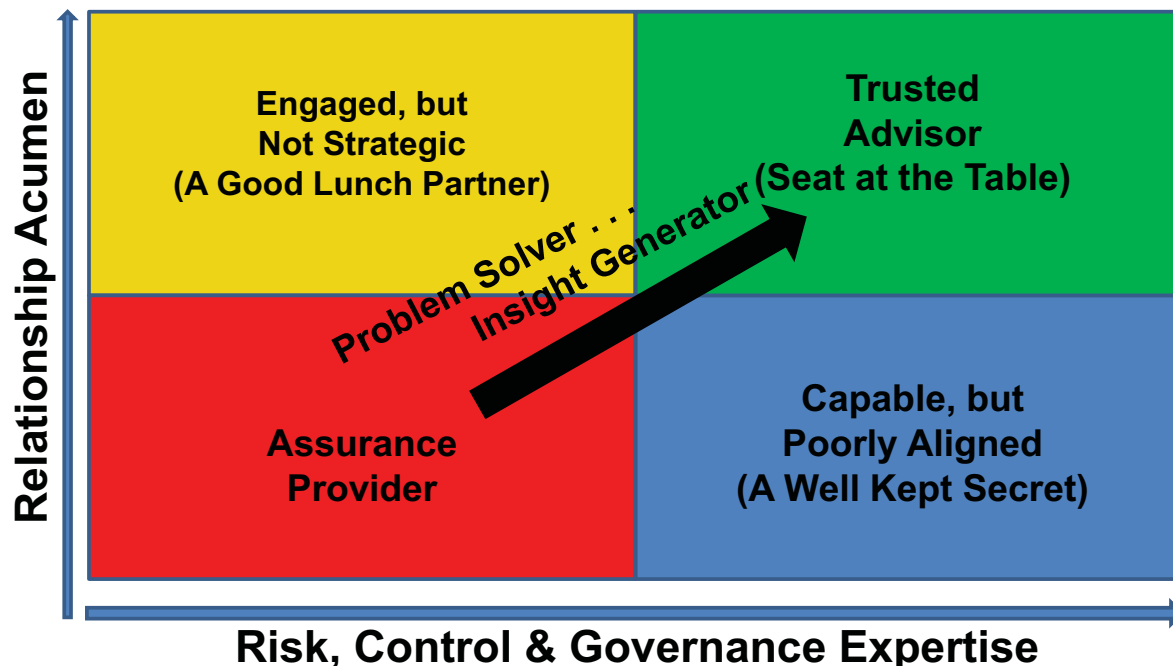 Relationship Acumen
Engaged, but
Not Strategic
(A Good Lunch Partner)
Trusted
Advisor
(Seat at the Table)
Problem Solver . . .
Insight Generator
Assurance
Provider
Capable, but
Poorly Aligned
(A Well Kept Secret)
Risk, Control & Governance Expertise